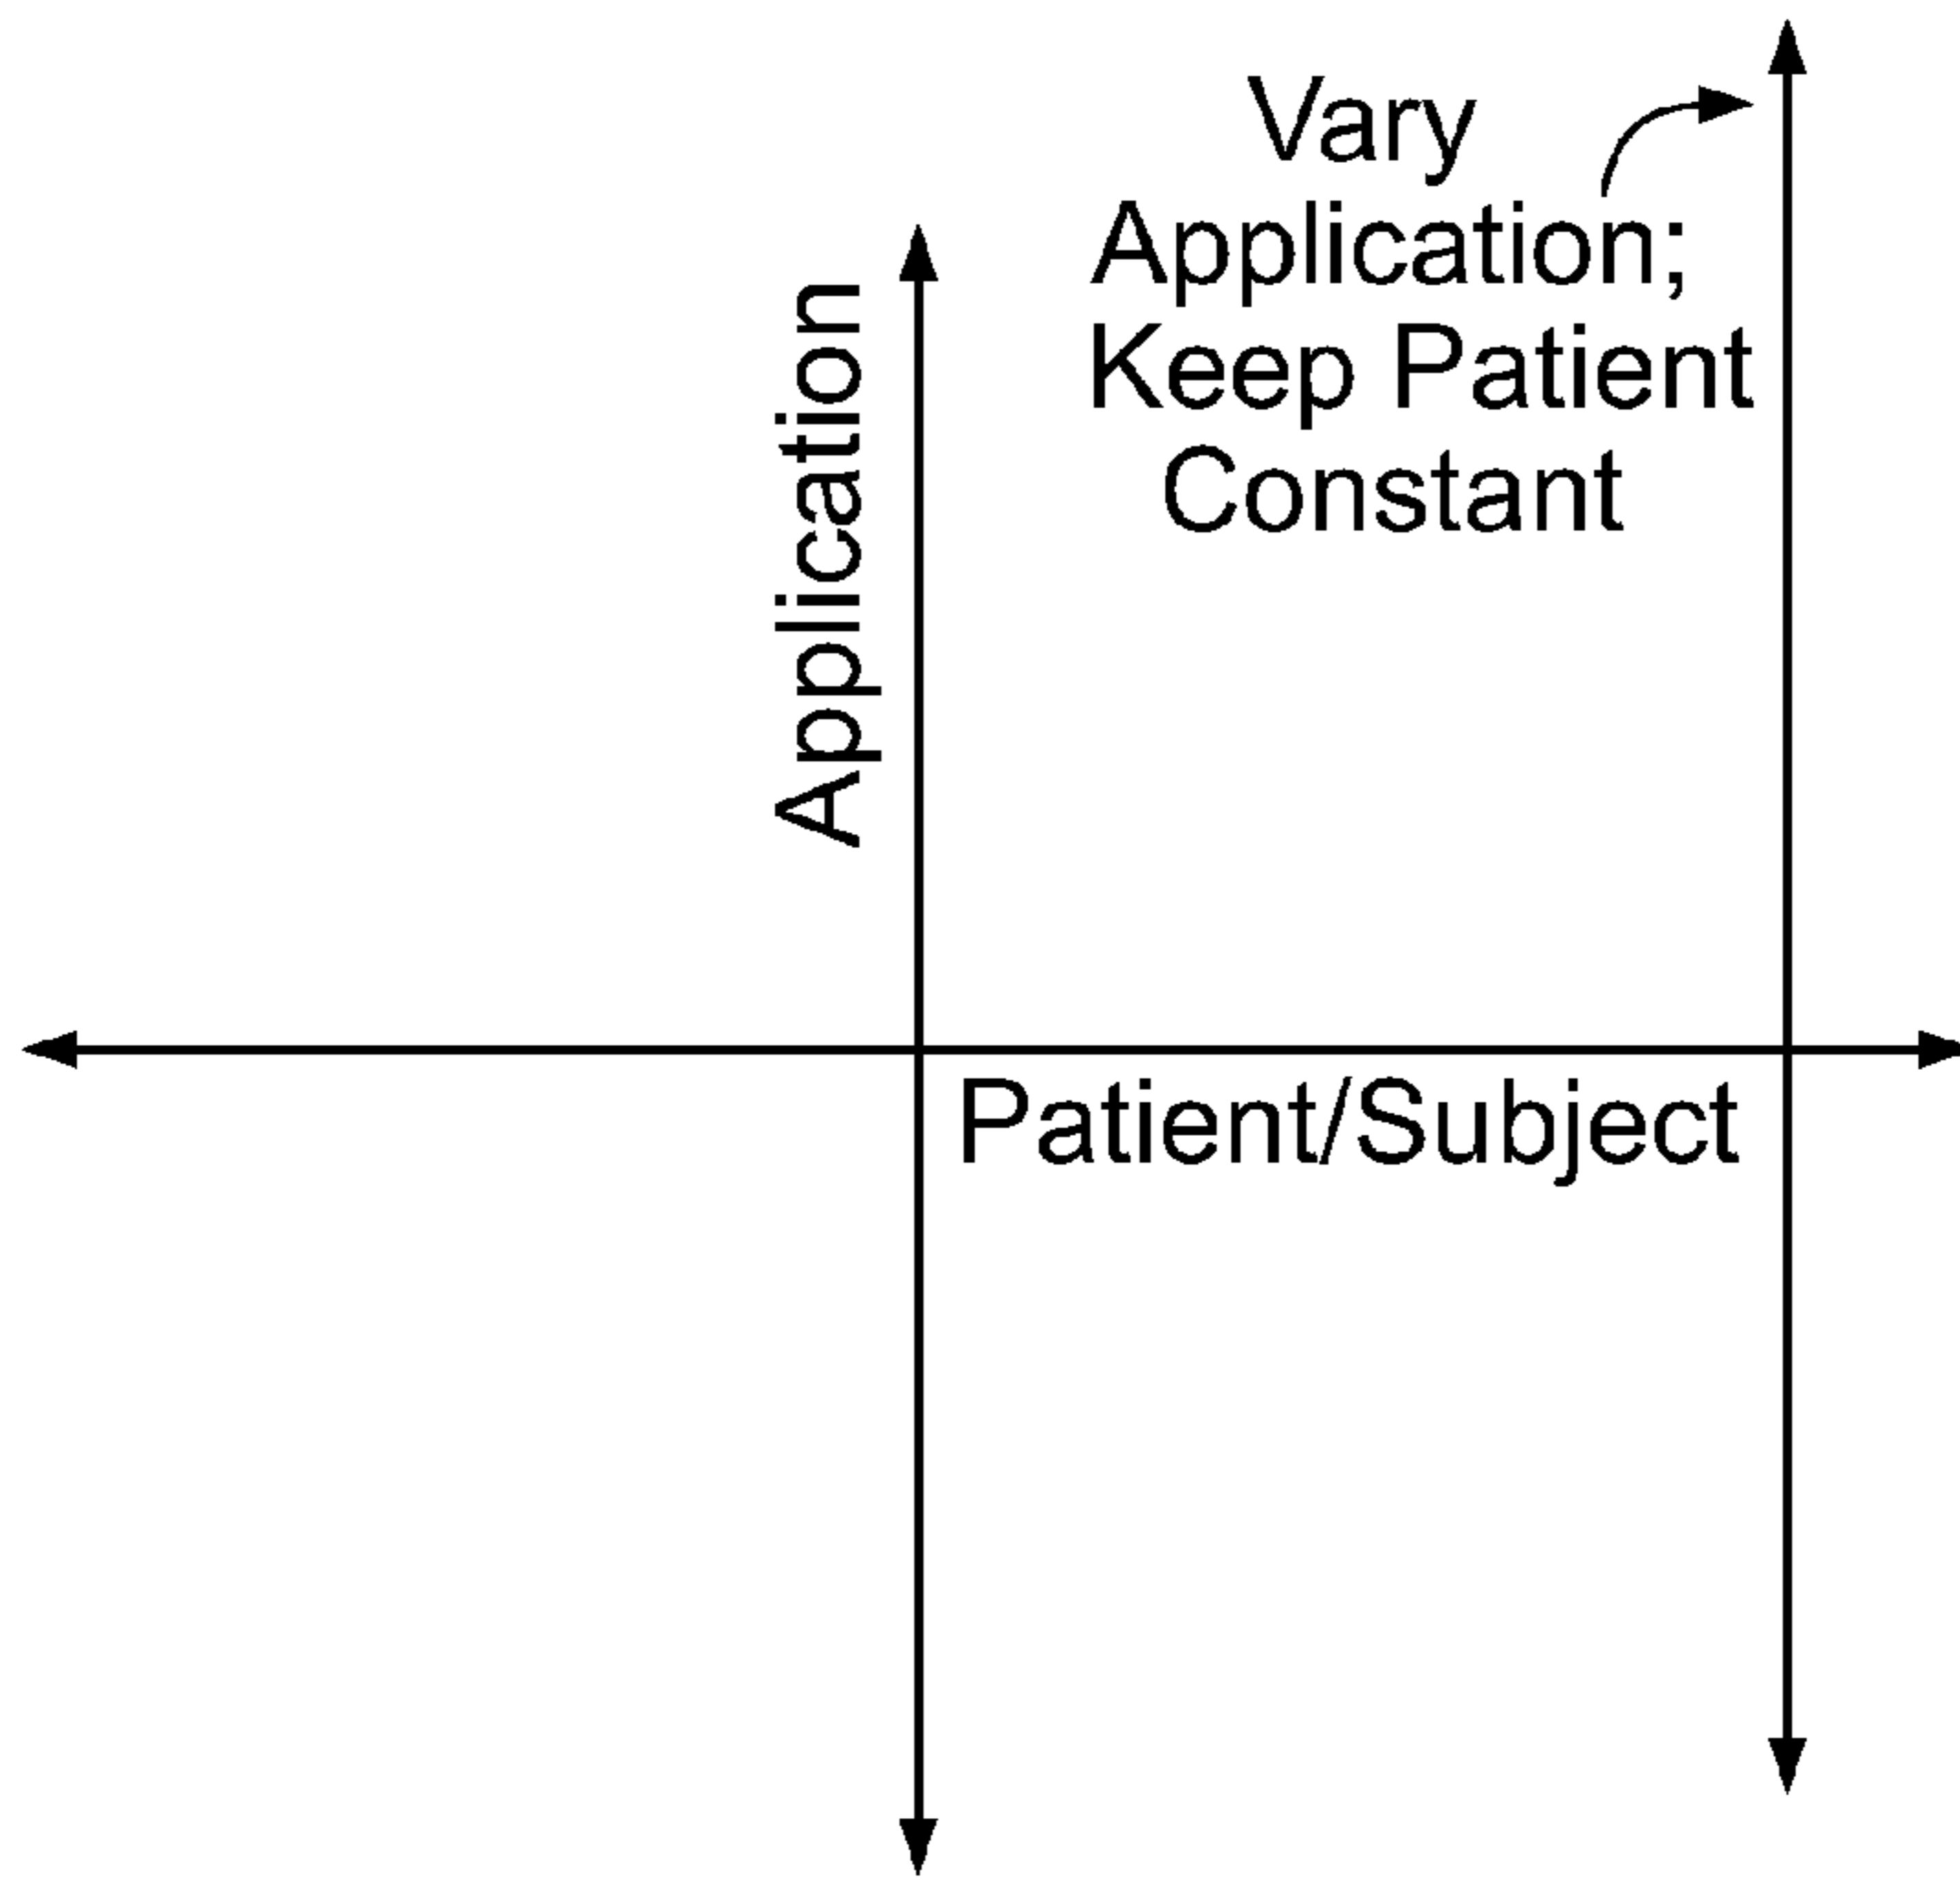 Vary
Application;
Keep Patient
Constant
Application
Patient/Subject